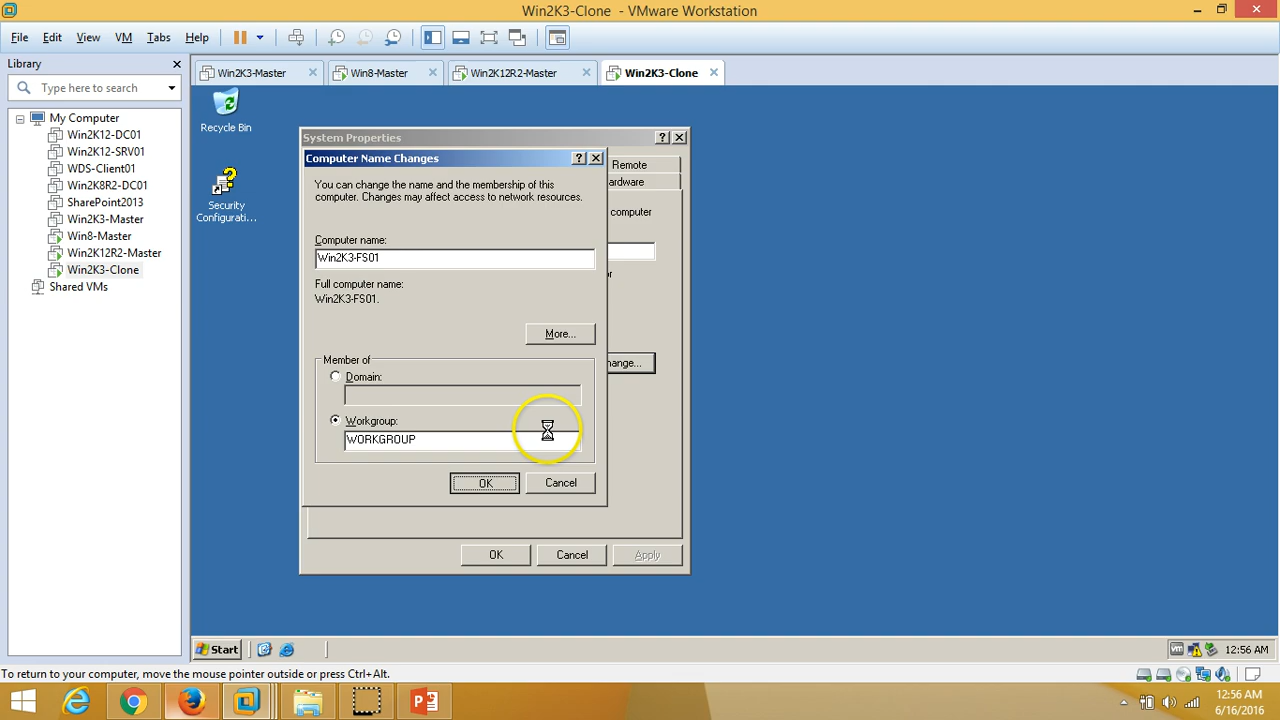 Win2K3-Clone - VMware Workstation
File Edit View VM Tabs Help
Library
Type here to search
My Computer
Win2K12-DC01
Win2K12-SRV01
WDS-Client01
Win2K8R2-DC01
SharePoint2013
Win2K3-Master
Win8-Master
Win2K12R2-Master
Win2K3-Clone
Shared VMs
Win2K3-Master
Win8-Master
Win2K12R2-Master
Win2K3-Clone
Recycle Bin
Security
Configurati...
System Properties
Remote
ardware
computer
or
hange...
Computer Name Changes
You can change the name and the membership of this
computer. Changes may affect access to network resources.
Computer name:
Win2K3-FS01
Full computer name:
Win2K3-FS01.
More...
Member of
Domain:
Workgroup:
WORKGROUP
OK Cancel
OK Cancel Apply
Start
vm
12:56 AM
To return to your computer, move the mouse pointer outside or press Ctrl+Alt.
12:56 AM
6/16/2016